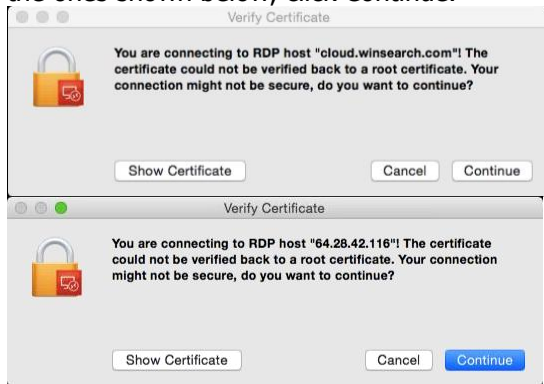 the ones shown below, click Continue.
Verify Certificate
You are connecting to RDP host "cloud.winsearch.com"! The
certificate could not be verified back to a root certificate. Your
connection might not be secure, do you want to continue?
Show Certificate
Cancel
Continue
Verify Certificate
You are connecting to RDP host "64.28.42.116"! The certificate
could not be verified back to a root certificate. Your connection
might not be secure, do you want to continue?
Show Certificate
Cancel
Continue